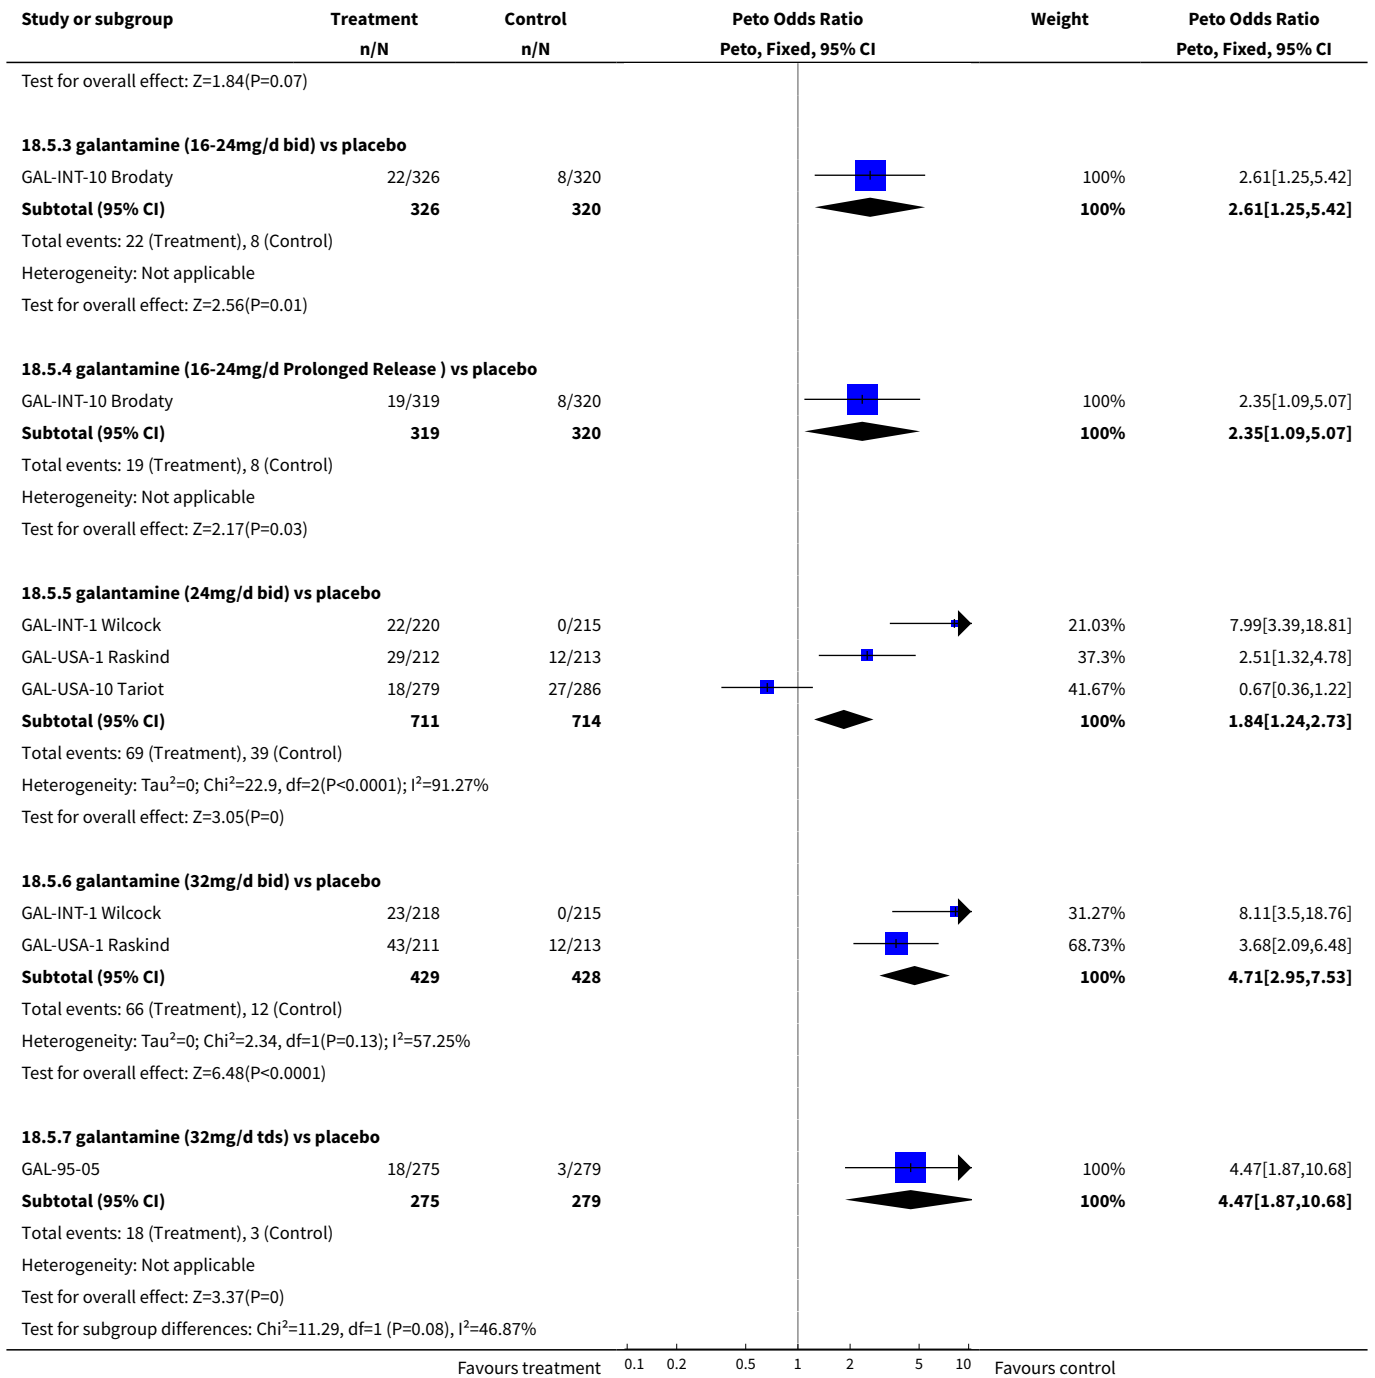 Study or subgroup Treatment Control Peto Odds Ratio Weight Peto Odds Ratio
n/N n/N Peto, Fixed, 95% CI Peto, Fixed, 95% CI
Test for overall effect: Z=1.84(P=0.07)
18.5.3 galantamine (16-24mg/d bid) vs placebo
GAL-INT-10 Brodaty 22/326 8/320 100% 2.61[1.25,5.42]
Subtotal (95% CI) 326 320 100% 2.61[1.25,5.42]
Total events: 22 (Treatment), 8 (Control)
Heterogeneity: Not applicable
Test for overall effect: Z=2.56(P=0.01)
18.5.4 galantamine (16-24mg/d Prolonged Release ) vs placebo
GAL-INT-10 Brodaty 19/319 8/320 100% 2.35[1.09,5.07]
Subtotal (95% CI) 319 320 100% 2.35[1.09,5.07]
Total events: 19 (Treatment), 8 (Control)
Heterogeneity: Not applicable
Test for overall effect: Z=2.17(P=0.03)
18.5.5 galantamine (24mg/d bid) vs placebo
GAL-INT-1 Wilcock 22/220 0/215 21.03% 7.99[3.39,18.81]
GAL-USA-1 Raskind 29/212 12/213 37.3% 2.51[1.32,4.78]
GAL-USA-10 Tariot 18/279 27/286 41.67% 0.67[0.36,1.22]
Subtotal (95% CI) 711 714 100% 1.84[1.24,2.73]
Total events: 69 (Treatment), 39 (Control)
Heterogeneity: Tau²=0; Chi²=22.9, df=2(P<0.0001); I²=91.27%
Test for overall effect: Z=3.05(P=0)
18.5.6 galantamine (32mg/d bid) vs placebo
GAL-INT-1 Wilcock 23/218 0/215 31.27% 8.11[3.5,18.76]
GAL-USA-1 Raskind 43/211 12/213 68.73% 3.68[2.09,6.48]
Subtotal (95% CI) 429 428 100% 4.71[2.95,7.53]
Total events: 66 (Treatment), 12 (Control)
Heterogeneity: Tau²=0; Chi²=2.34, df=1(P=0.13); I²=57.25%
Test for overall effect: Z=6.48(P<0.0001)
18.5.7 galantamine (32mg/d tds) vs placebo
GAL-95-05 18/275 3/279 100% 4.47[1.87,10.68]
Subtotal (95% CI) 275 279 100% 4.47[1.87,10.68]
Total events: 18 (Treatment), 3 (Control)
Heterogeneity: Not applicable
Test for overall effect: Z=3.37(P=0)
Test for subgroup differences: Chi²=11.29, df=1 (P=0.08), I²=46.87%
Favours treatment 0.1 0.2 0.5 1 2 5 10 Favours control